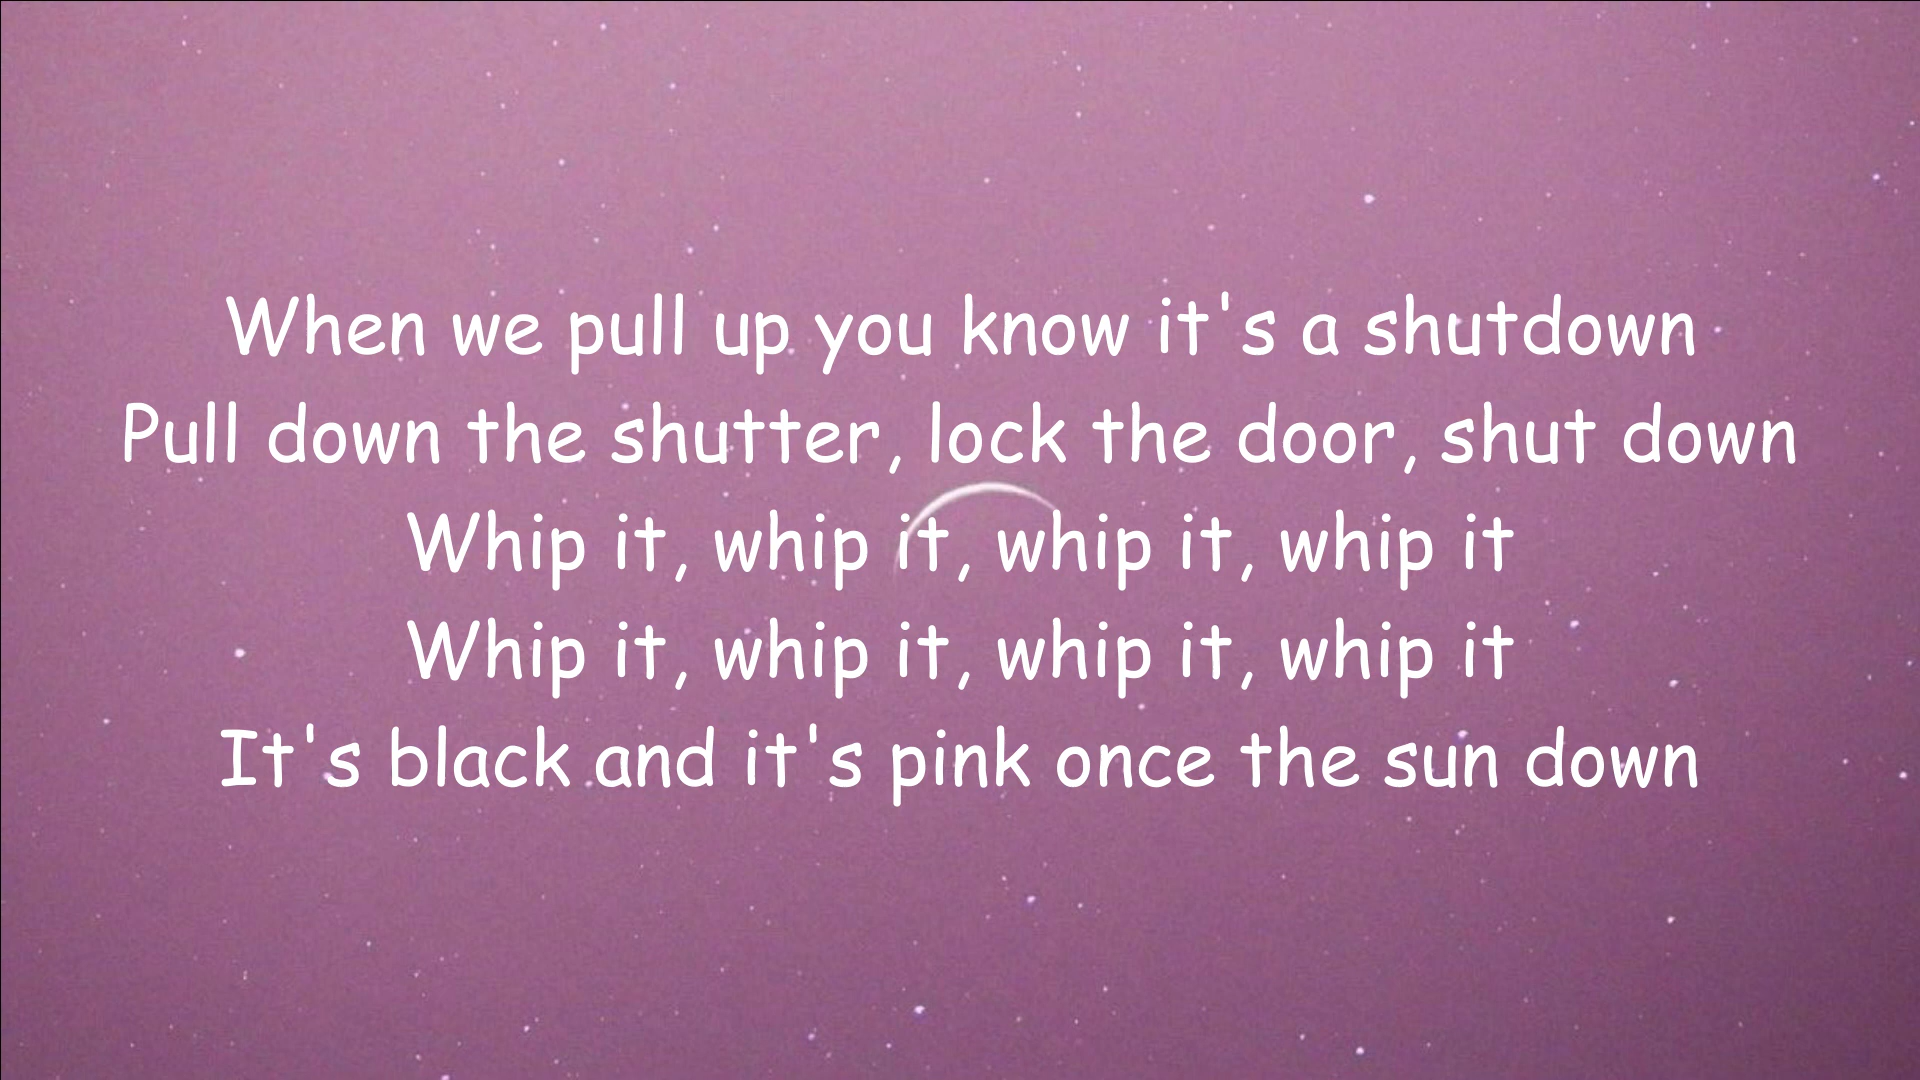 When we pull up you know it's a shutdown
Pull down the shutter, lock the door, shut down
Whip it, whip it, whip it, whip it
Whip it, whip it, whip it, whip it
It's black and it's pink once the sun down